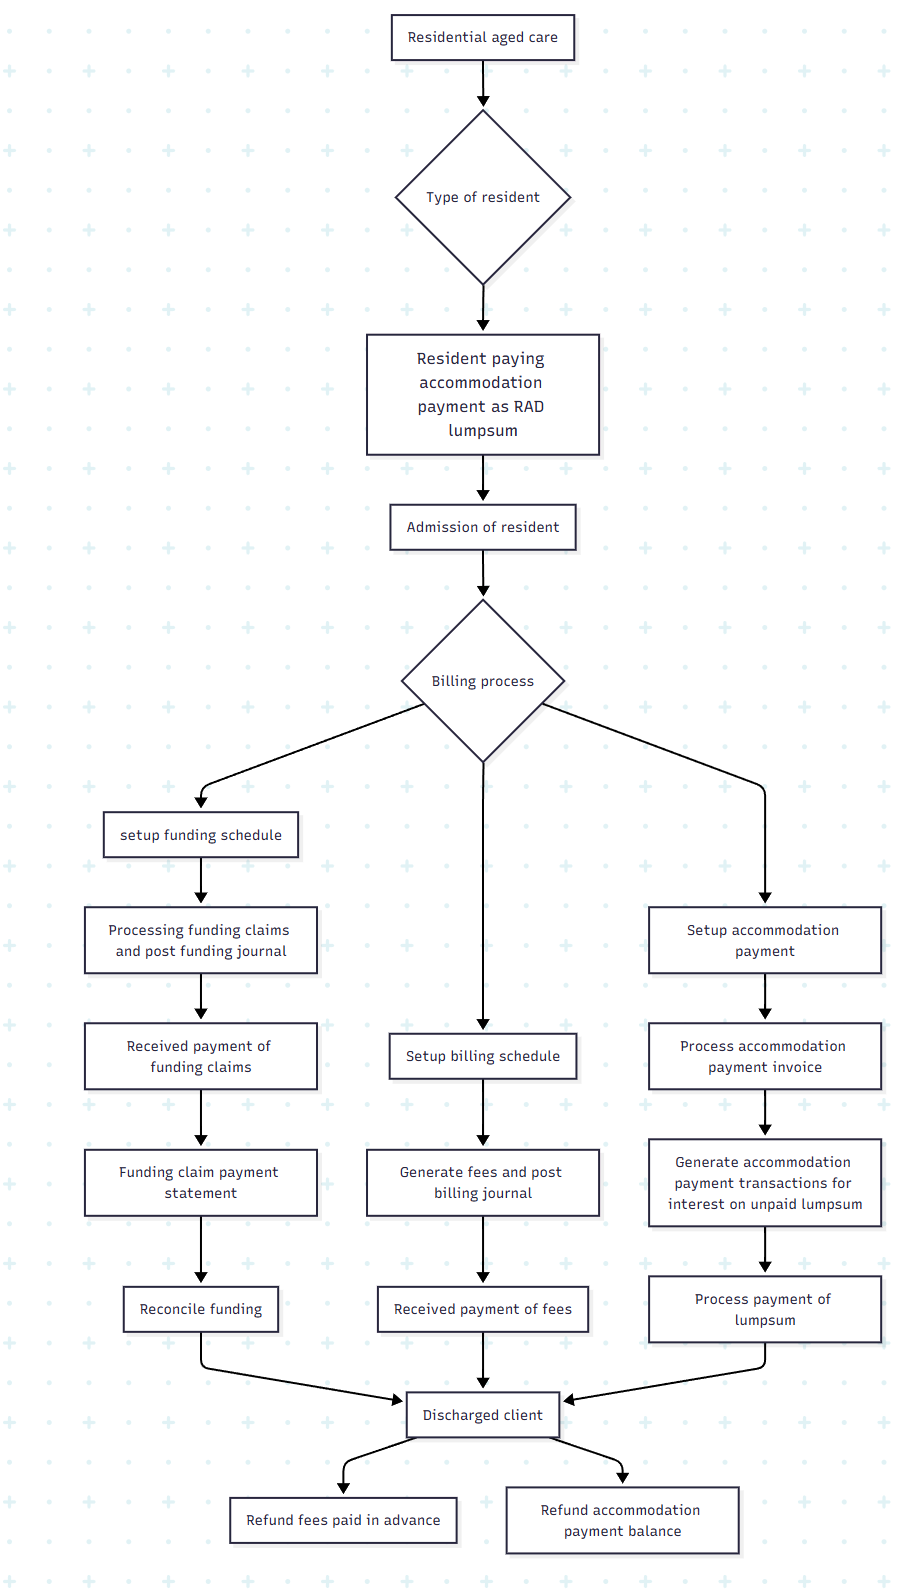 Residential aged care
Type of resident
Resident paying
accommodation
payment as RAD
lumpsum
Admission of resident
Billing process
setup funding schedule
Processing funding claims
and post funding journal
Received payment of
funding claims
Funding claim payment
statement
Reconcile funding
Setup billing schedule
Generate fees and post
billing journal
Received payment of fees
Setup accommodation
payment
Process accommodation
payment invoice
Generate accommodation
payment transactions for
interest on unpaid lumpsum
Process payment of
lumpsum
Discharged client
Refund fees paid in advance
Refund accommodation
payment balance